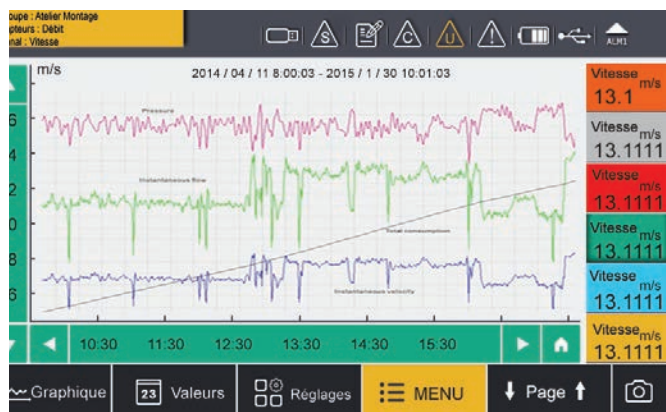 oupe : Atelier Montage
pteurs : Débit
nal : Vitesse
S
C
U
ALM1
m/s
2014 / 04 / 11 8:00:03 - 2015 / 1 / 30 10:01:03
Pressure
Instantaneous flow
Total consumption
Instantaneous velocity
6
4
2
0
8
6
10:30 11:30 12:30 13:30 14:30 15:30
Vitesse m/s
13.1
Vitesse m/s
13.1111
Vitesse m/s
13.1111
Vitesse m/s
13.1111
Vitesse m/s
13.1111
Vitesse m/s
13.1111
Graphique
23 Valeurs
Réglages
MENU
Page